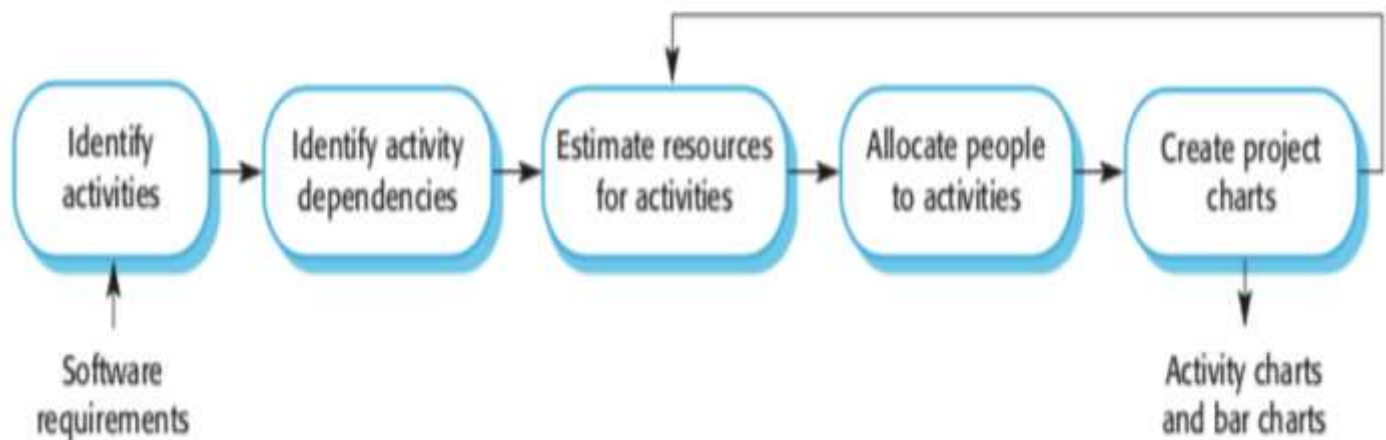 Identify
activities
Identify activity
dependencies
Estimate resources
for activities
Allocate people
to activities
Create project
charts
Software
requirements
Activity charts
and bar charts